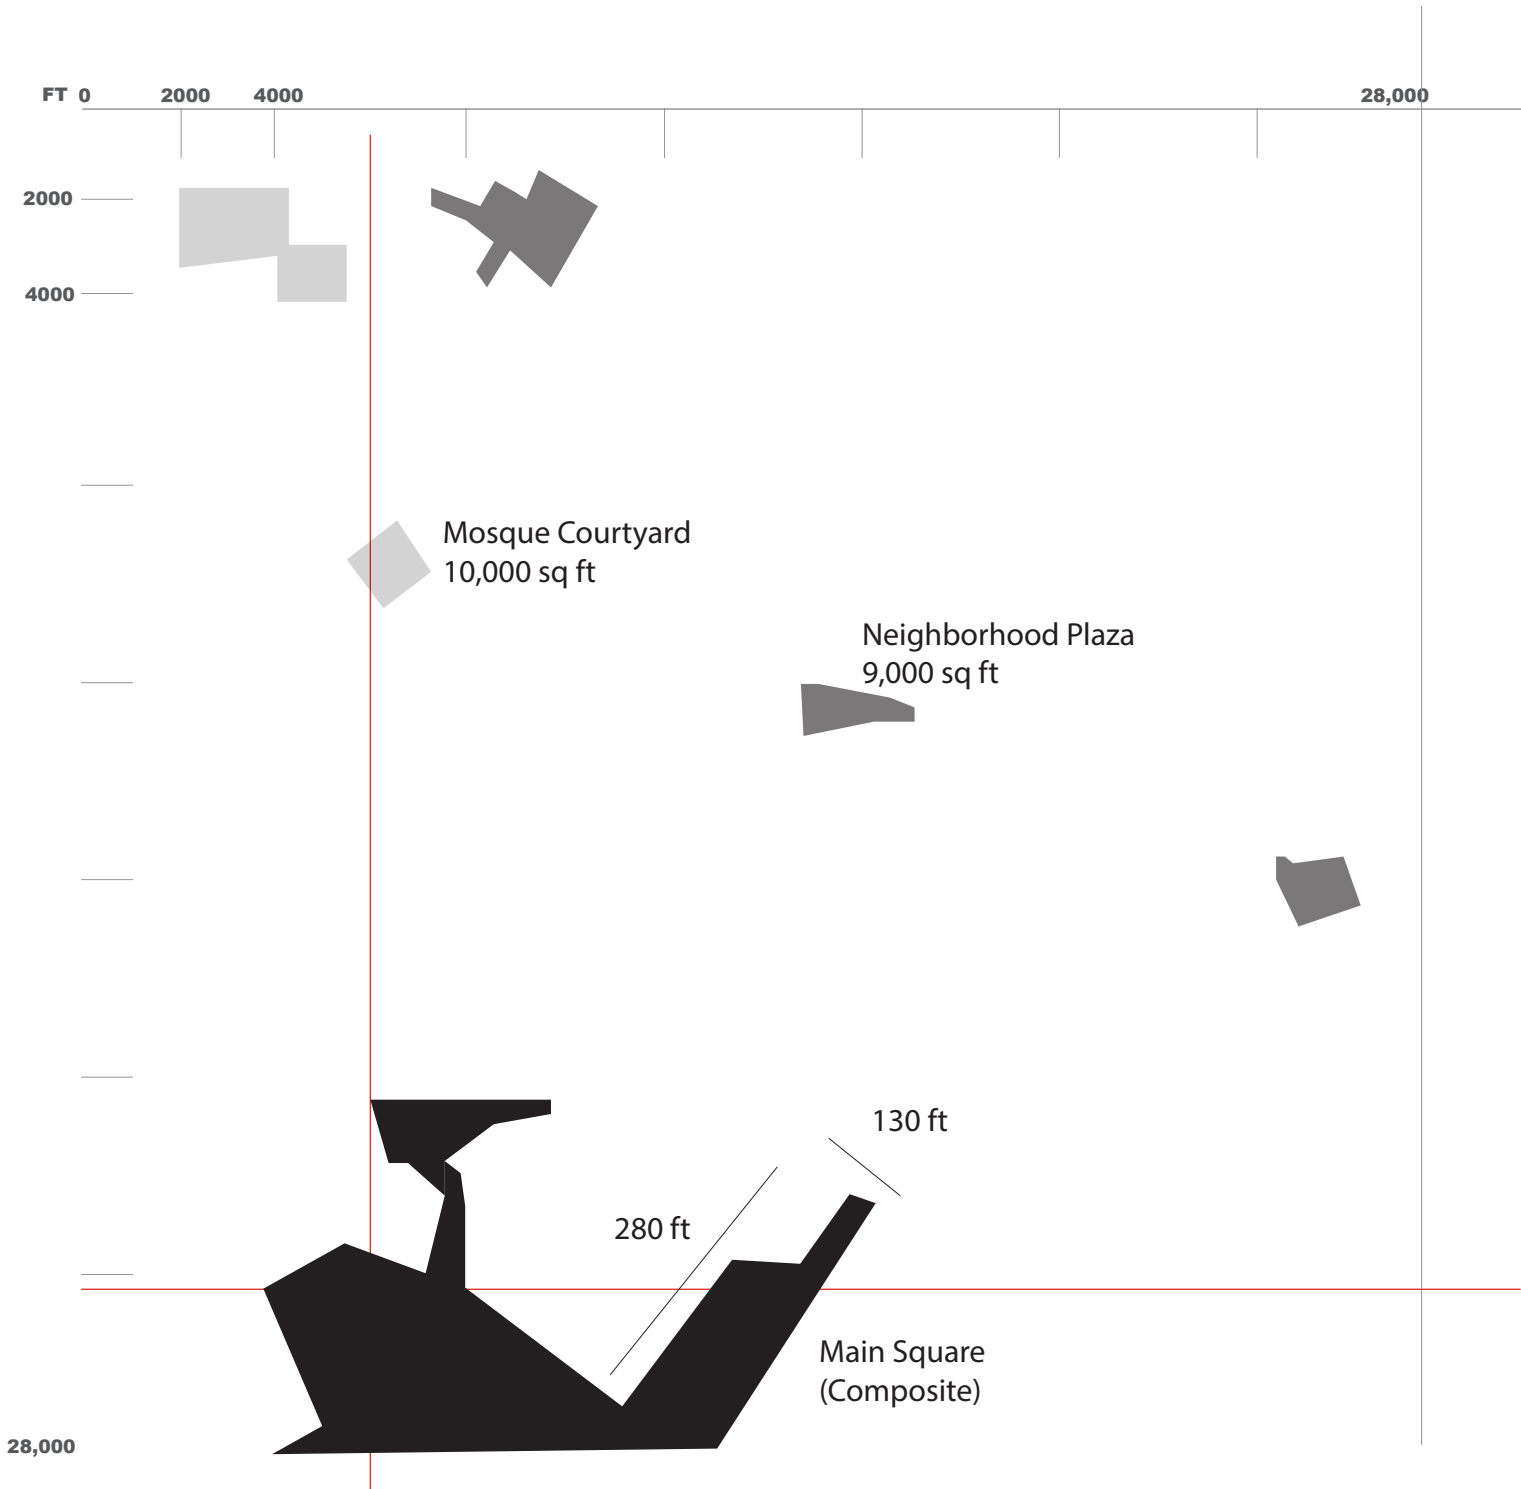 FT 0 2000 4000 28,000
2000
4000
Mosque Courtyard
10,000 sq ft
Neighborhood Plaza
9,000 sq ft
130 ft
280 ft
Main Square
(Composite)
28,000